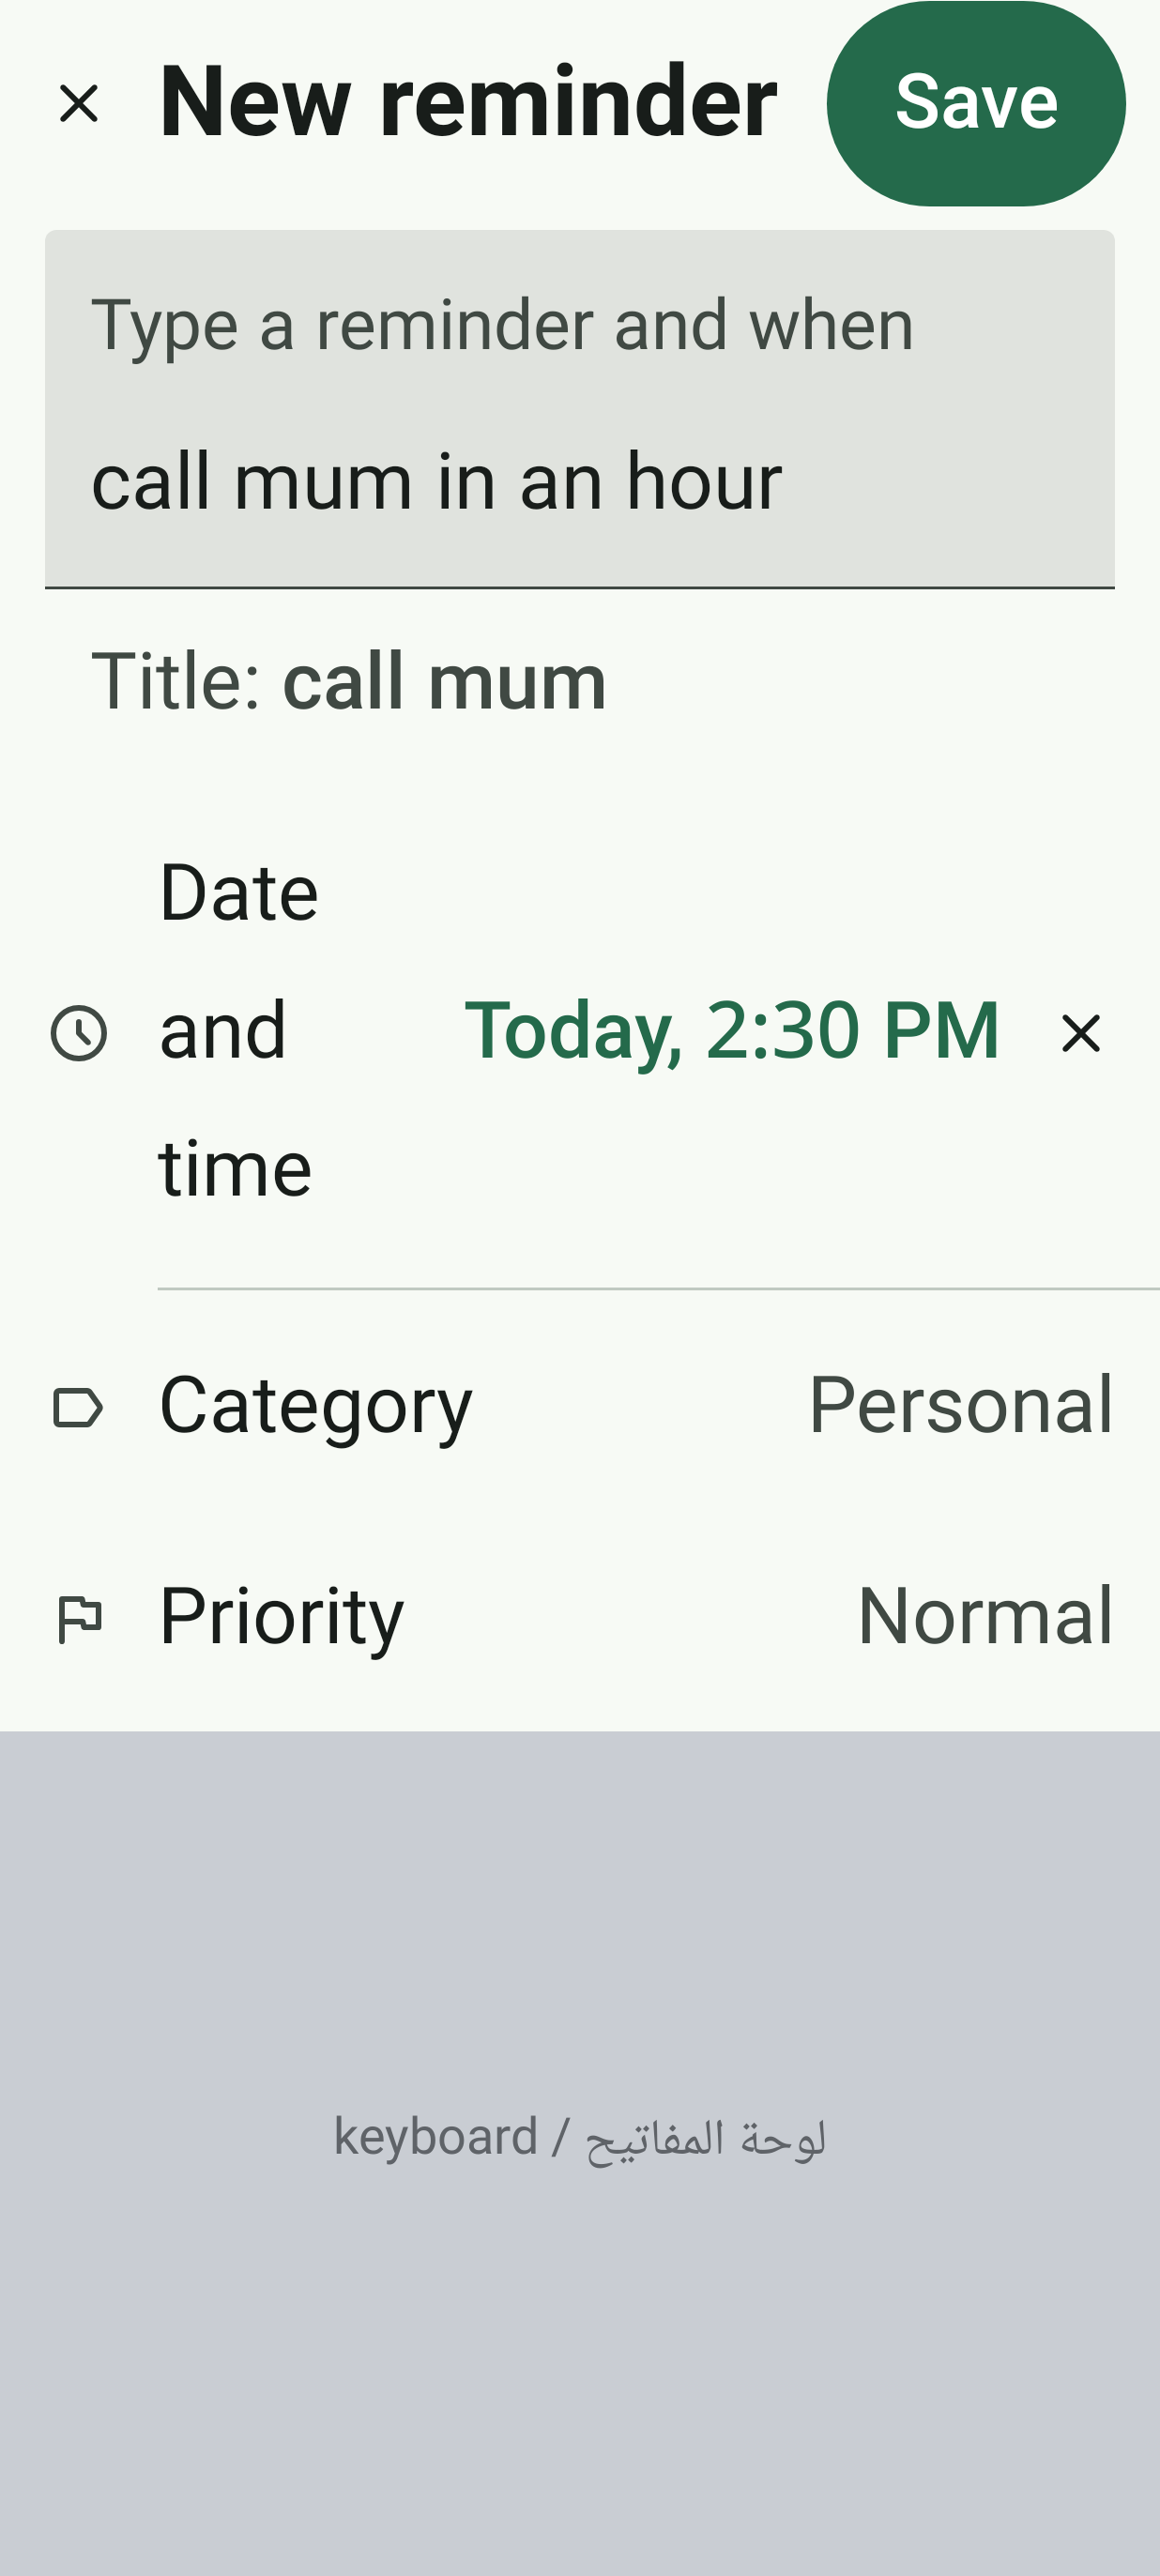 New reminder
Save
Type a reminder and when
call mum in an hour
Title: call mum
Date
and
time
Today, 2:30 PM
Category
Personal
Priority
Normal
keyboard / لوحة المفاتيح